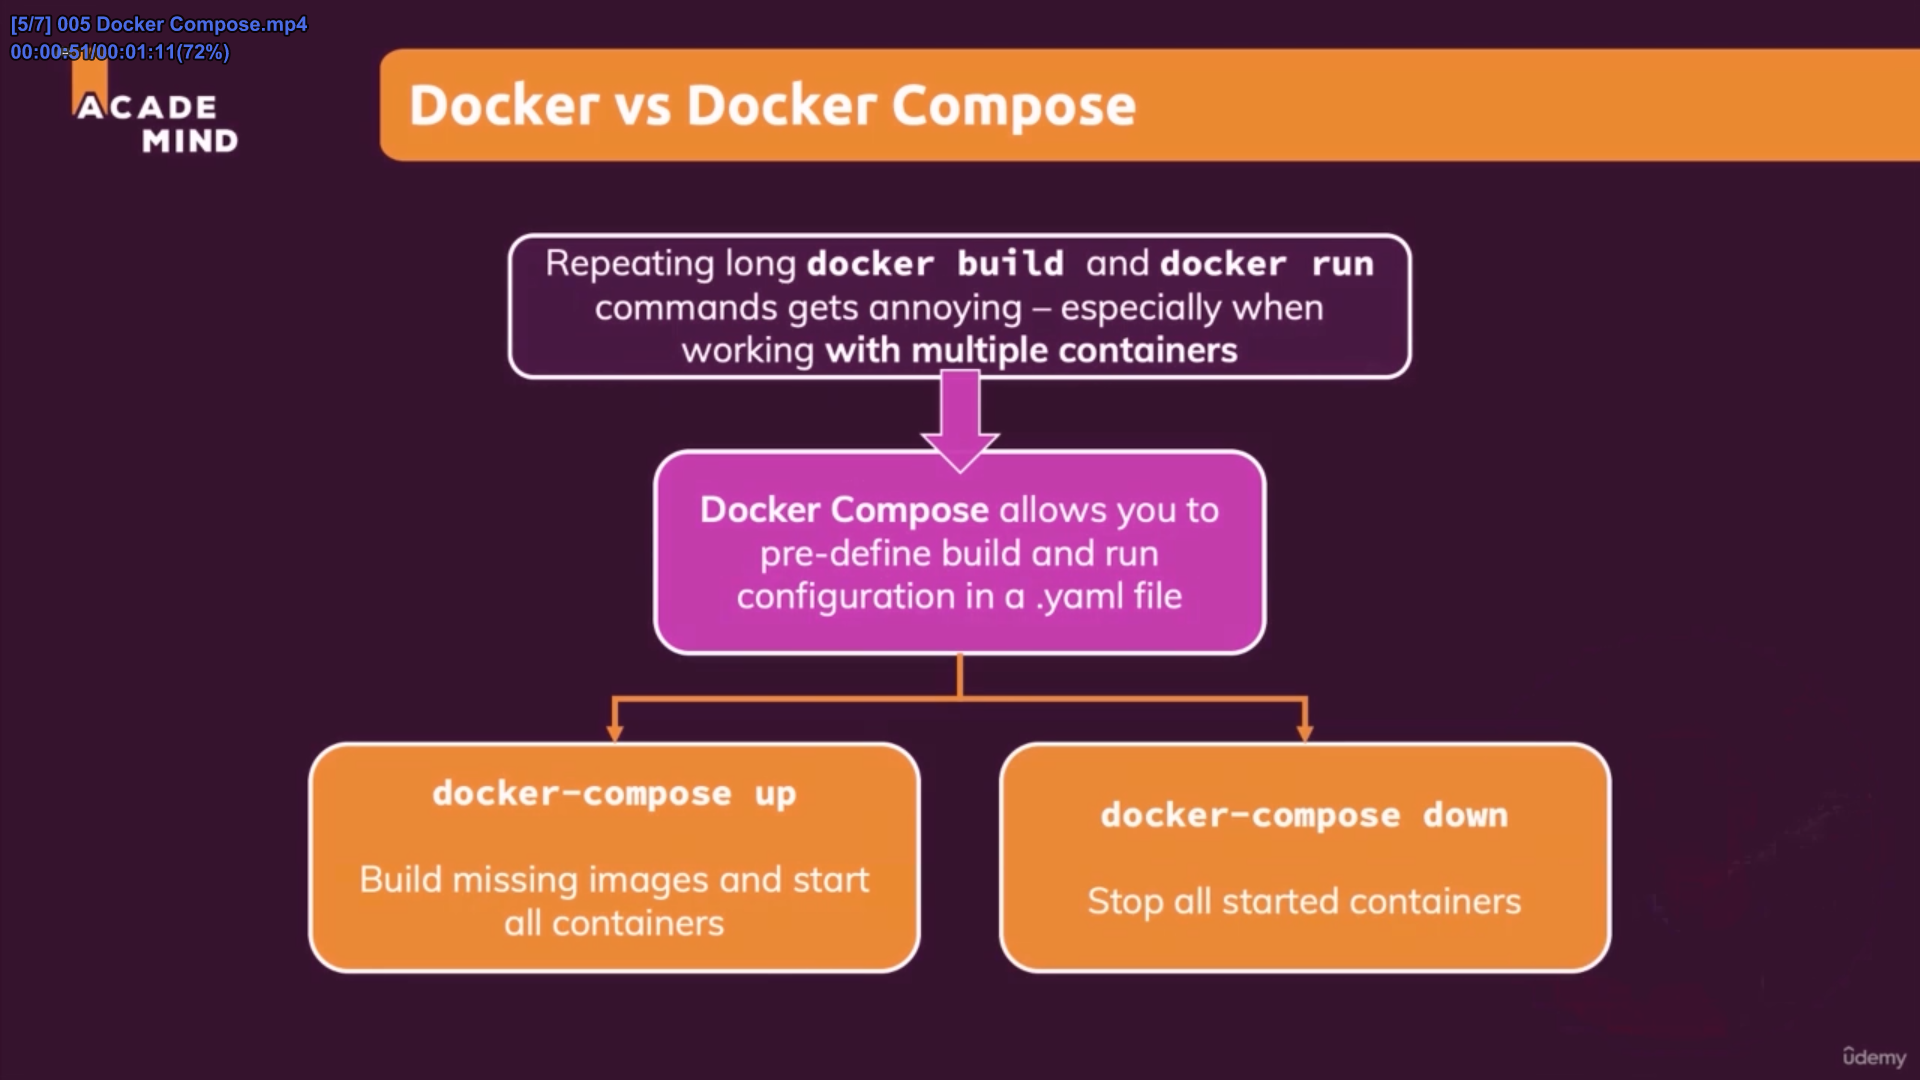 [5/7] 005 Docker Compose.mp4
00:00:51/00:01:11(72%)
ACADE
MIND
Docker vs Docker Compose
Repeating long docker build and docker run
commands gets annoying – especially when
working with multiple containers
Docker Compose allows you to
pre-define build and run
configuration in a .yaml file
docker-compose up
Build missing images and start
all containers
docker-compose down
Stop all started containers
ûdemy